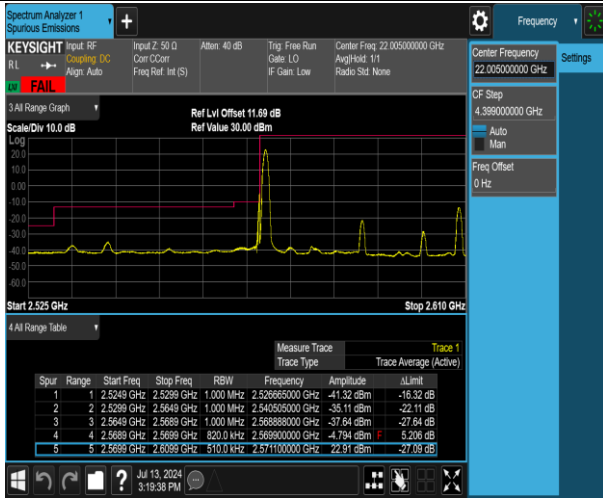 Spectrum Analyzer 1
Spurious Emissions
Frequency
KEYSIGHT Input: RF Input Z: 50 Ω Atten: 40 dB Trig: Free Run Center Freq: 22.005000000 GHz
RL Coupling: DC Corr CCorr Gate: LO Avg|Hold: 1/1
Align: Auto Freq Ref: Int (S) IF Gain: Low Radio Std: None
LXI FAIL
Center Frequency
22.005000000 GHz
Settings
CF Step
4.399000000 GHz
Auto
Man
Freq Offset
0 Hz
3 All Range Graph
Ref Lvl Offset 11.69 dB
Scale/Div 10.0 dB Ref Value 30.00 dBm
Log
20.0
10.0
0.00
-10.0
-20.0
-30.0
-40.0
-50.0
-60.0
Start 2.525 GHz Stop 2.610 GHz
4 All Range Table
Measure Trace Trace 1
Trace Type Trace Average (Active)
Spur Range Start Freq Stop Freq RBW Frequency Amplitude ΔLimit
1 1 2.5249 GHz 2.5299 GHz 1.000 MHz 2.526665000 GHz -41.32 dBm -16.32 dB
2 2 2.5299 GHz 2.5649 GHz 1.000 MHz 2.540505000 GHz -35.11 dBm -22.11 dB
3 3 2.5649 GHz 2.5689 GHz 1.000 MHz 2.568888000 GHz -37.64 dBm -27.64 dB
4 4 2.5689 GHz 2.5699 GHz 820.0 kHz 2.569900000 GHz -4.794 dBm F 5.206 dB
5 5 2.5699 GHz 2.6099 GHz 510.0 kHz 2.571100000 GHz 22.91 dBm -27.09 dB
?
Jul 13, 2024
3:19:38 PM